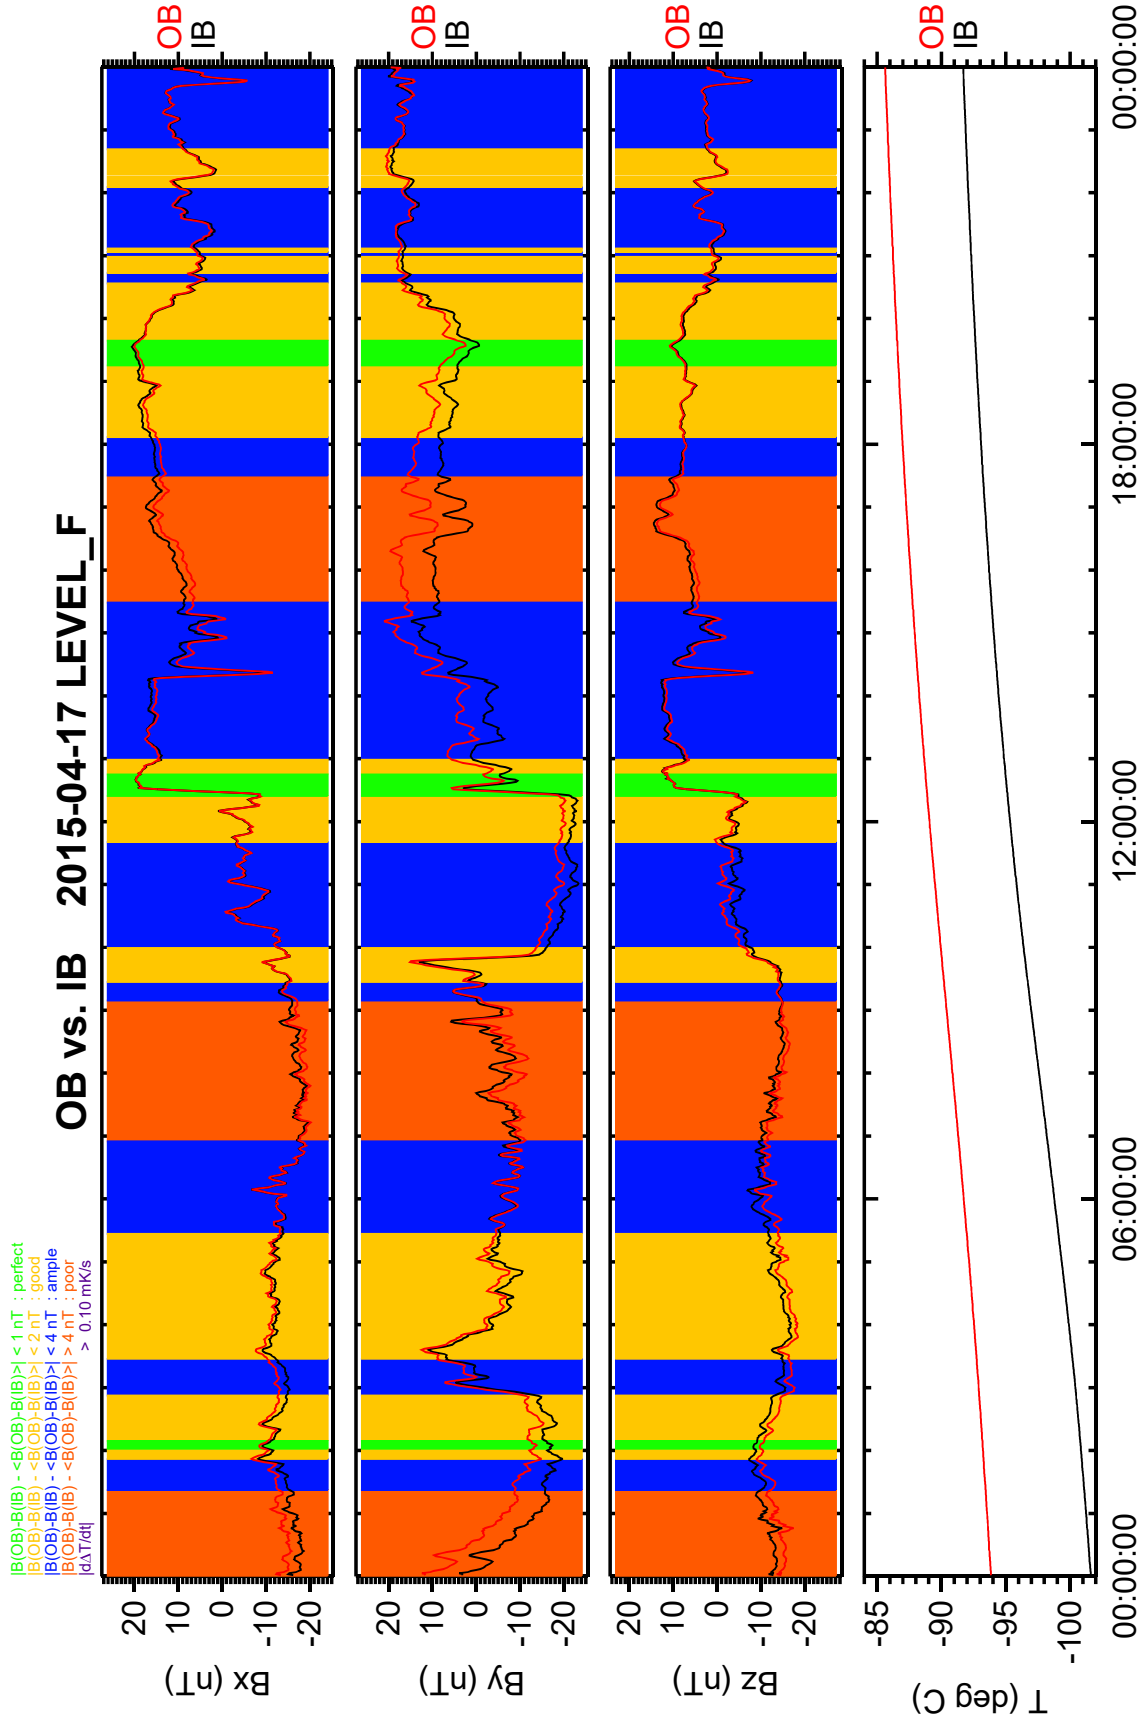 |B(OB)-B(IB) - <B(OB)-B(IB)>| < 1 nT : perfect
|B(OB)-B(IB) - <B(OB)-B(IB)>| < 2 nT : good
|B(OB)-B(IB) - <B(OB)-B(IB)>| < 4 nT : ample
|B(OB)-B(IB) - <B(OB)-B(IB)>| > 4 nT : poor
|dΔT/dt| > 0.10 mK/s
OB vs. IB 2015-04-17 LEVEL_F
Bx (nT)
20
10
0
-10
-20
OB
IB
By (nT)
20
10
0
-10
-20
OB
IB
Bz (nT)
20
10
0
-10
-20
OB
IB
T (deg C)
-85
-90
-95
-100
OB
IB
00:00:00
06:00:00
12:00:00
18:00:00
00:00:00